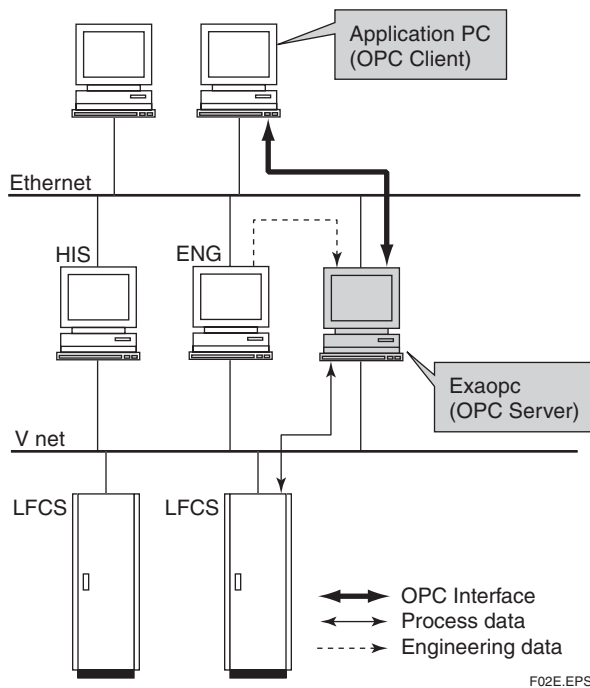 Application PC
(OPC Client)
Ethernet
HIS
ENG
Exaopc
(OPC Server)
V net
LFCS
LFCS
OPC Interface
Process data
Engineering data
F02E.EPS